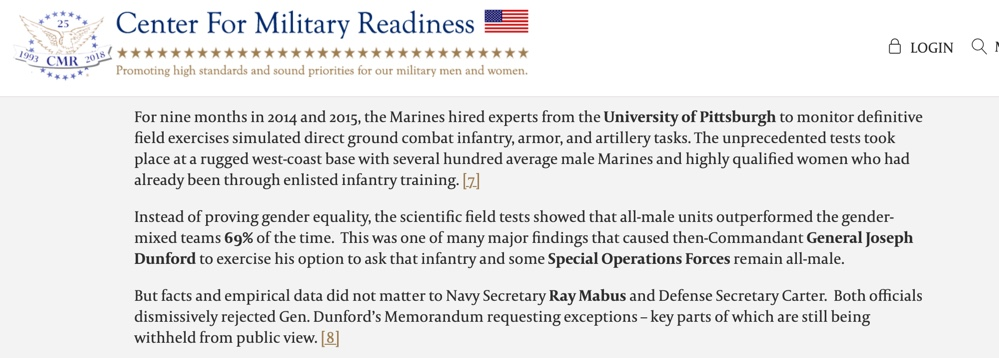 25
1993 CMR 2018
Center For Military Readiness
Promoting high standards and sound priorities for our military men and women.
LOGIN
For nine months in 2014 and 2015, the Marines hired experts from the University of Pittsburgh to monitor definitive
field exercises simulated direct ground combat infantry, armor, and artillery tasks. The unprecedented tests took
place at a rugged west-coast base with several hundred average male Marines and highly qualified women who had
already been through enlisted infantry training. [7]
Instead of proving gender equality, the scientific field tests showed that all-male units outperformed the gender-
mixed teams 69% of the time. This was one of many major findings that caused then-Commandant General Joseph
Dunford to exercise his option to ask that infantry and some Special Operations Forces remain all-male.
But facts and empirical data did not matter to Navy Secretary Ray Mabus and Defense Secretary Carter. Both officials
dismissively rejected Gen. Dunford's Memorandum requesting exceptions – key parts of which are still being
withheld from public view. [8]